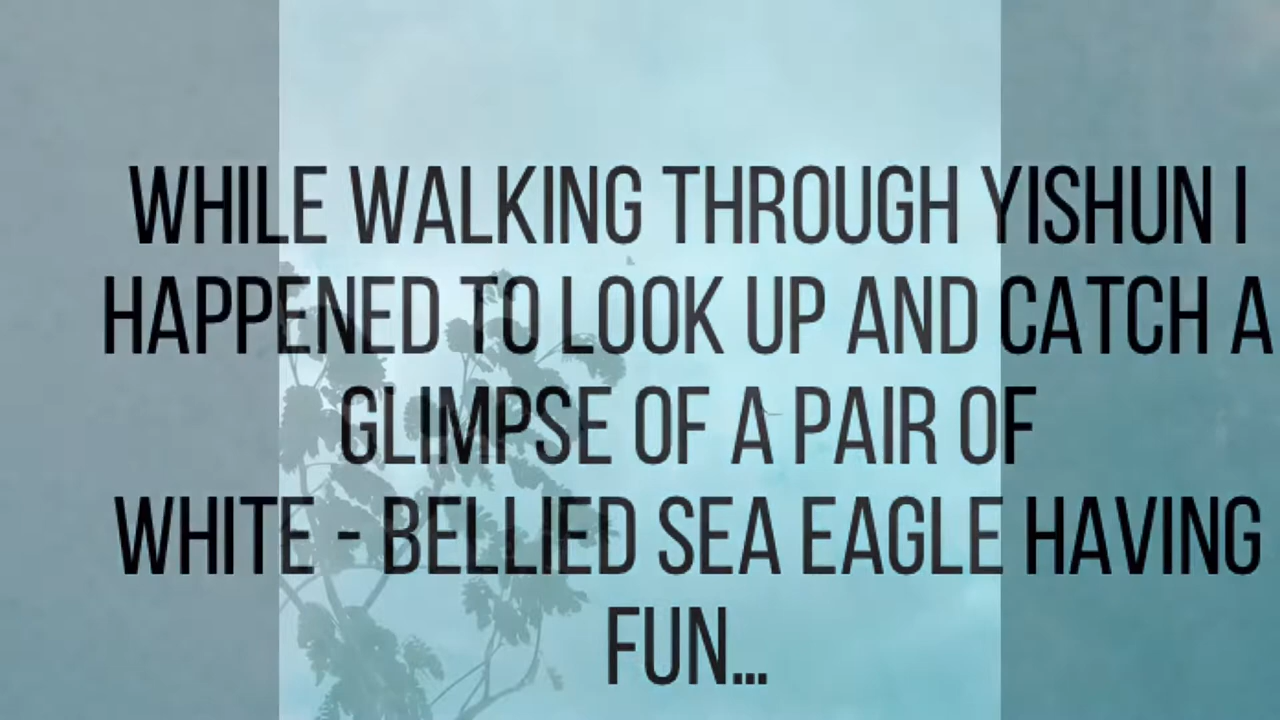 WHILE WALKING THROUGH YISHUN I
HAPPENED TO LOOK UP AND CATCH A
GLIMPSE OF A PAIR OF
WHITE - BELLIED SEA EAGLE HAVING
FUN...